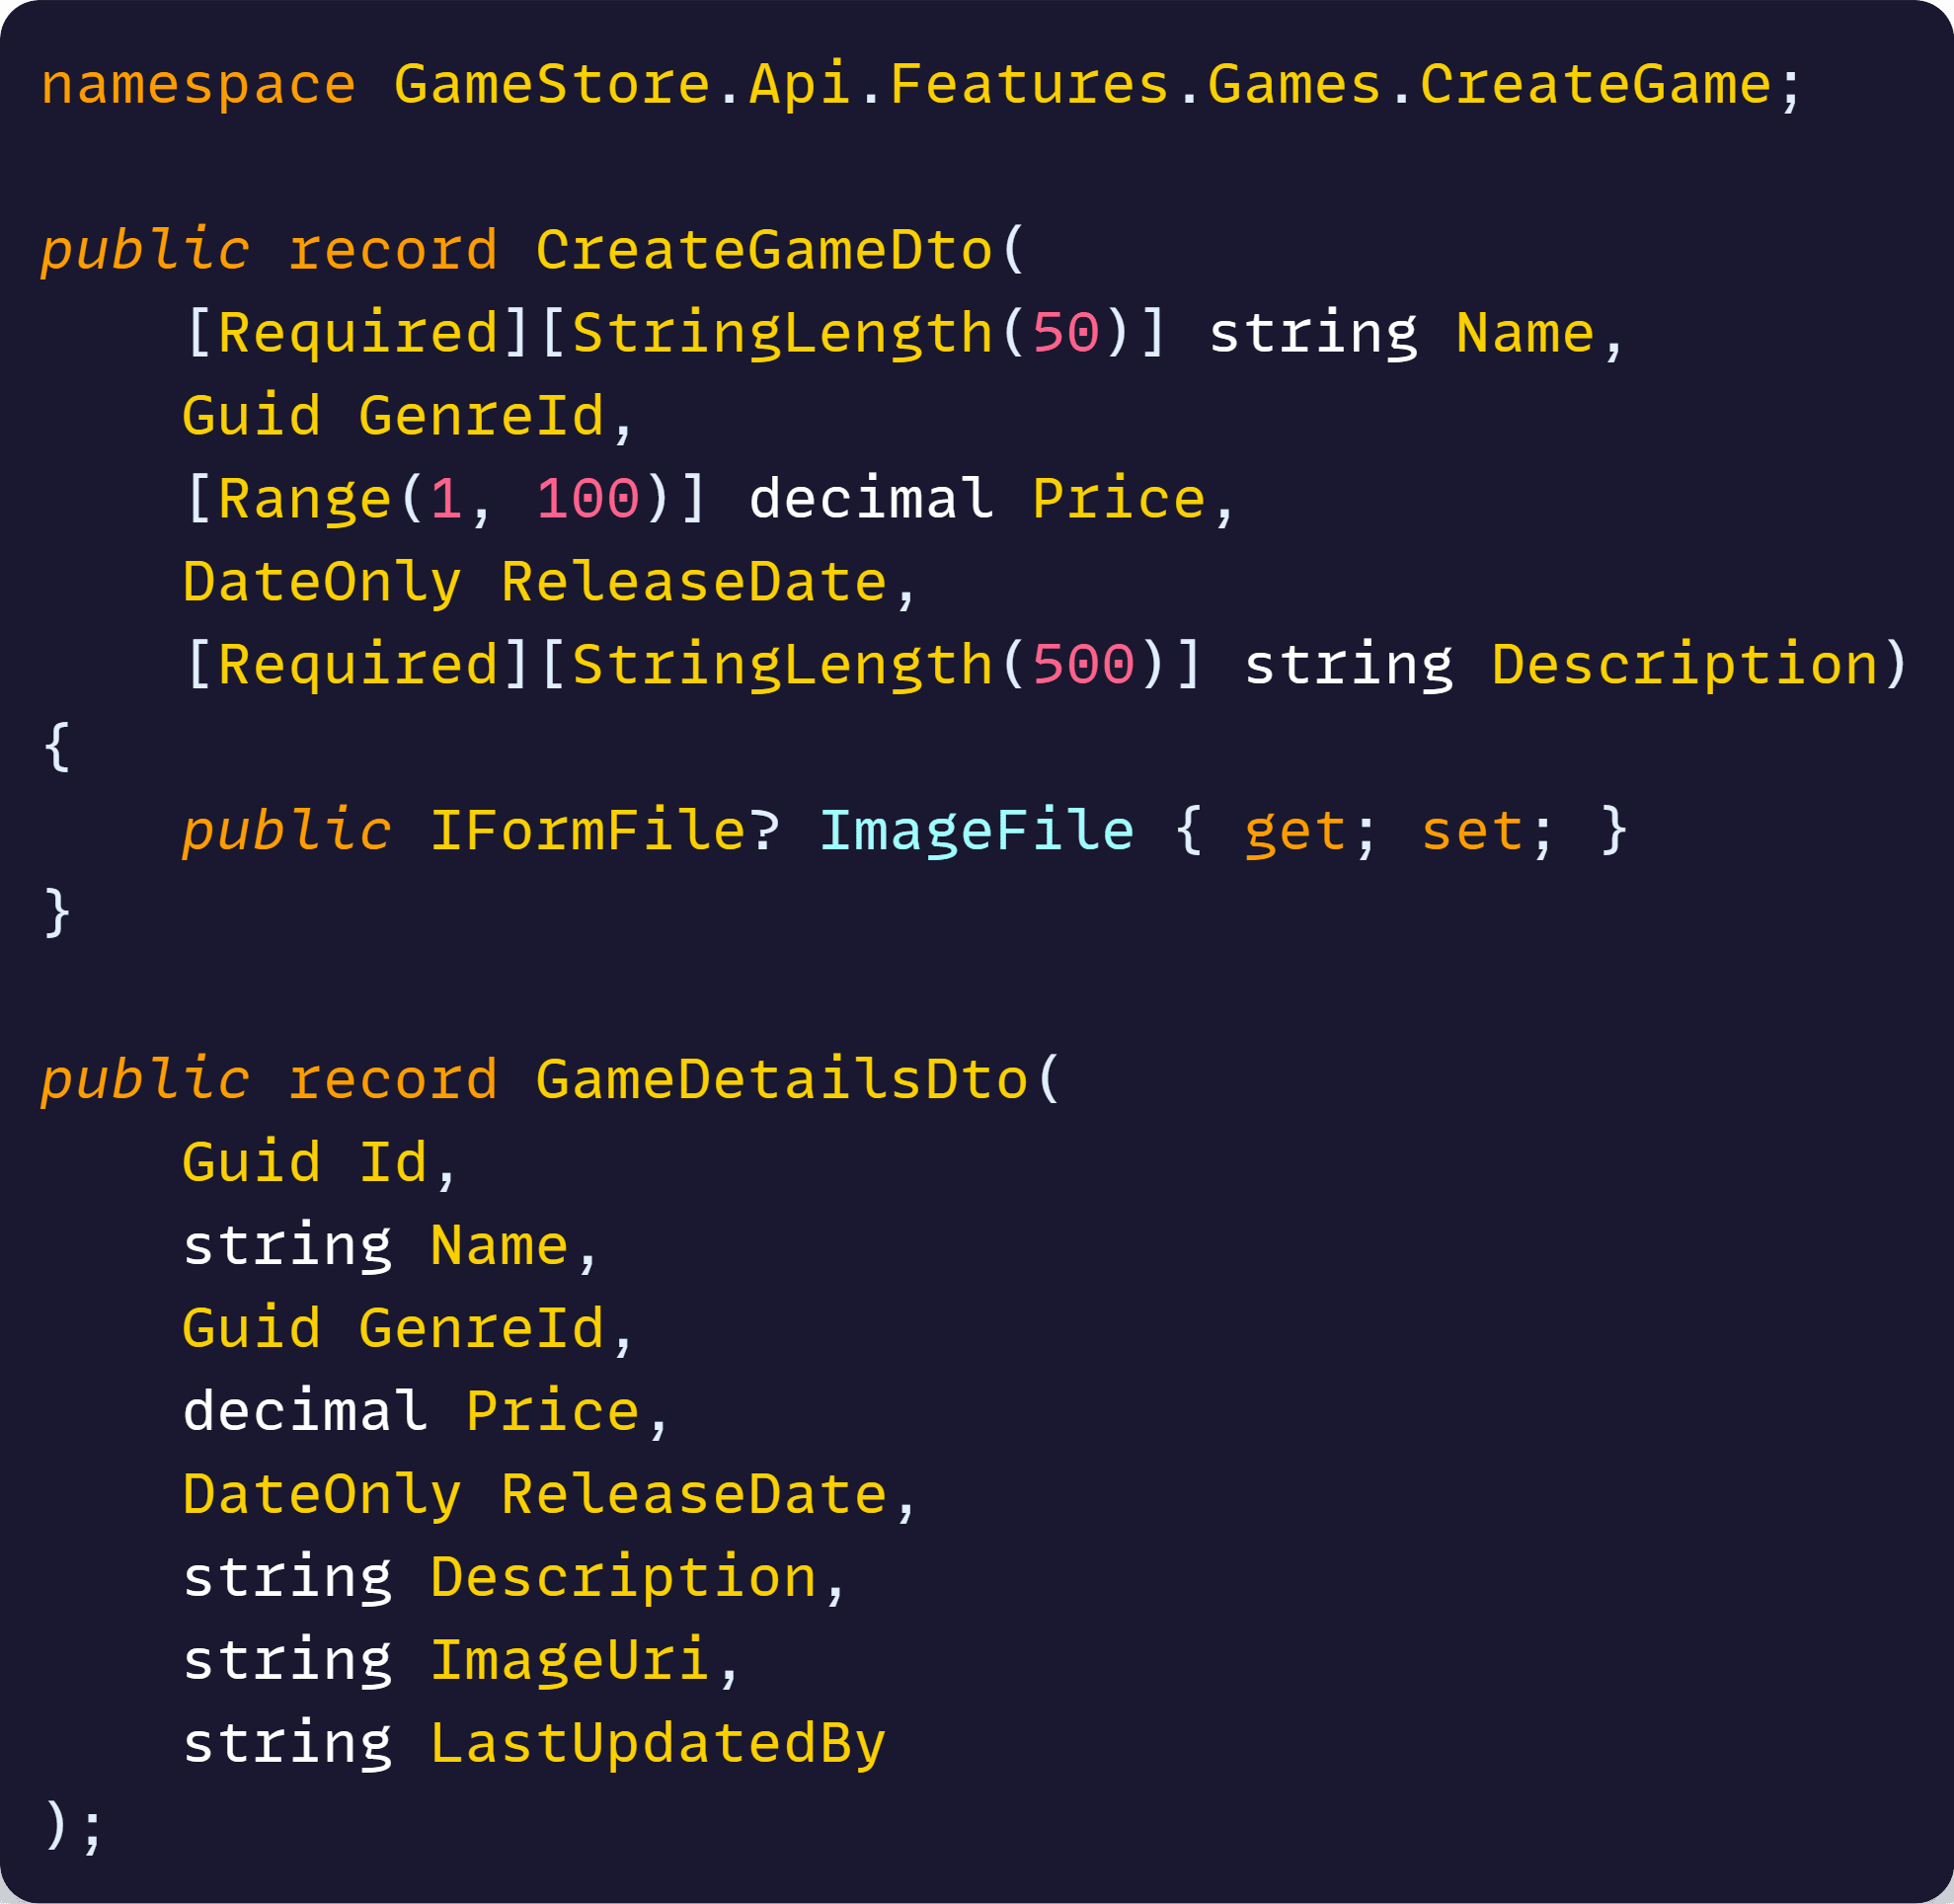 namespace GameStore.Api.Features.Games.CreateGame;

public record CreateGameDto(
    [Required][StringLength(50)] string Name,
    Guid GenreId,
    [Range(1, 100)] decimal Price,
    DateOnly ReleaseDate,
    [Required][StringLength(500)] string Description)
{
    public IFormFile? ImageFile { get; set; }
}

public record GameDetailsDto(
    Guid Id,
    string Name,
    Guid GenreId,
    decimal Price,
    DateOnly ReleaseDate,
    string Description,
    string ImageUri,
    string LastUpdatedBy
);